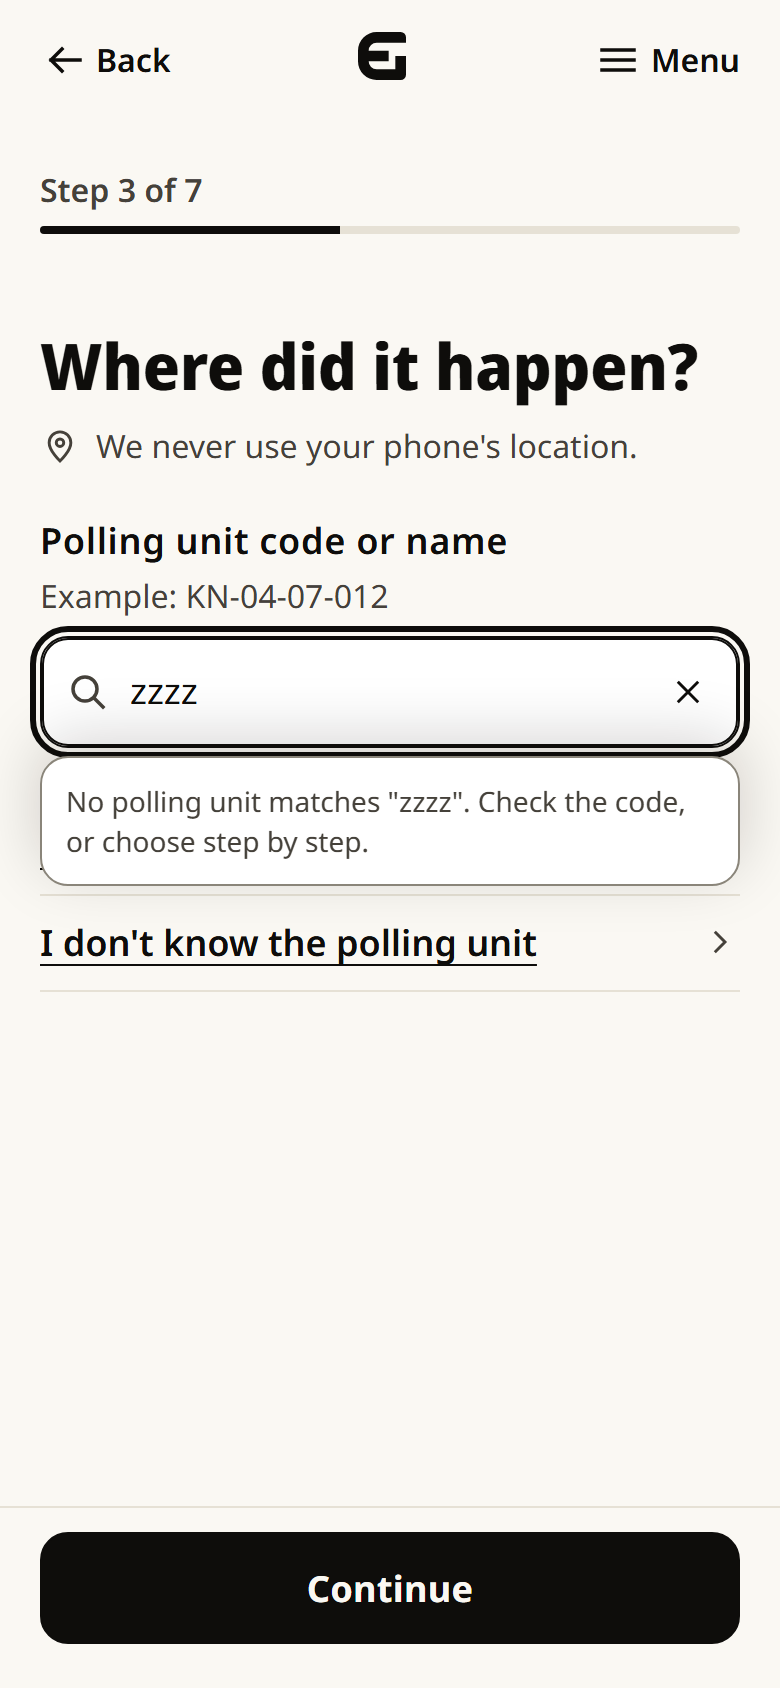 Back
Menu
Step 3 of 7
Where did it happen?
We never use your phone's location.
Polling unit code or name
Example: KN-04-07-012
zzzz
No polling unit matches "zzzz". Check the code,
or choose step by step.
I don't know the polling unit
Continue